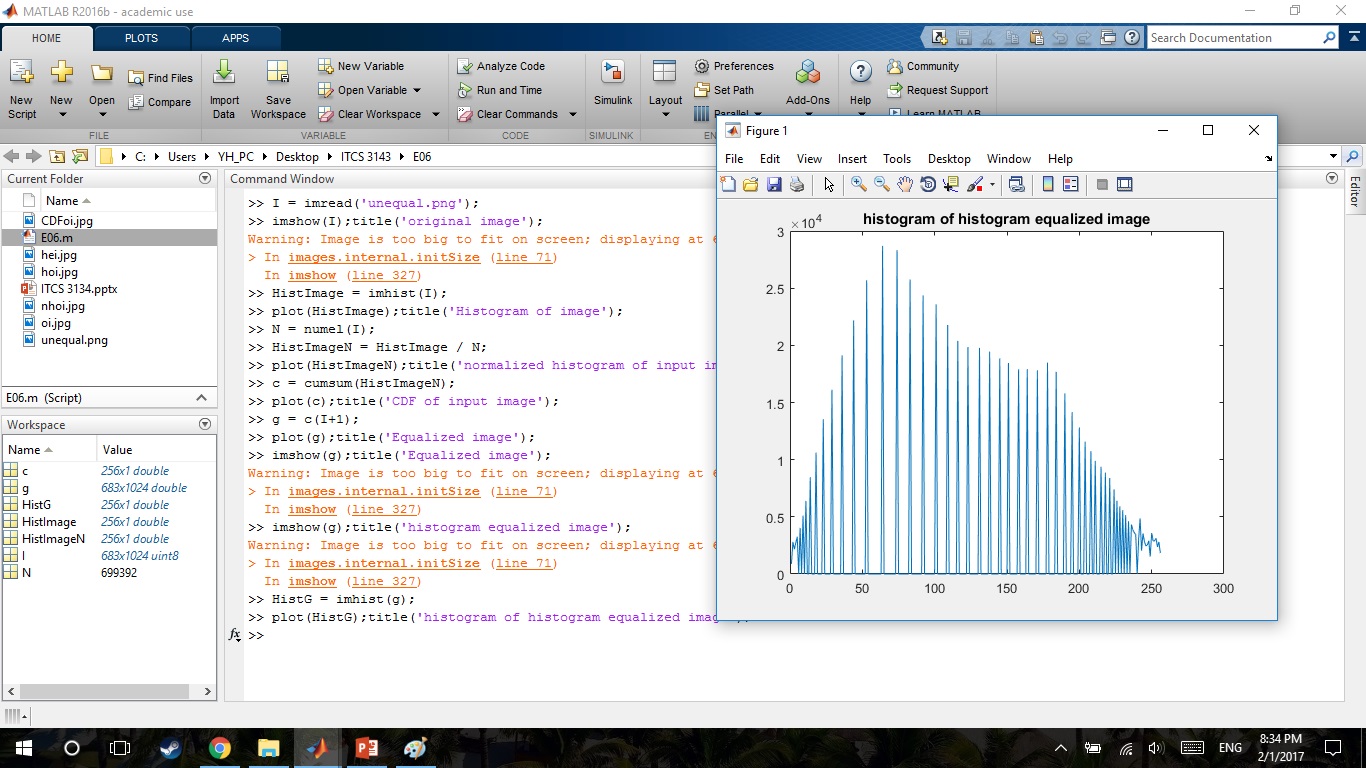 MATLAB R2016b - academic use
HOME PLOTS APPS
Search Documentation
New Script
New
Open
Find Files
Compare
FILE
Import Data
Save Workspace
New Variable
Open Variable
Clear Workspace
VARIABLE
Analyze Code
Run and Time
Clear Commands
CODE
Simulink
SIMULINK
Layout
Preferences
Set Path
Parallel
Add-Ons
EN
Help
Community
Request Support
Learn MATLAB
C: Users YH_PC Desktop ITCS 3143 E06
Current Folder
Name
CDFoi.jpg
E06.m
hei.jpg
hoi.jpg
ITCS 3134.pptx
nhoi.jpg
oi.jpg
unequal.png
E06.m (Script)
Workspace
Name Value
c 256x1 double
g 683x1024 double
HistG 256x1 double
HistImage 256x1 double
HistImageN 256x1 double
I 683x1024 uint8
N 699392
Command Window
>> I = imread('unequal.png');
>> imshow(I);title('original image');
Warning: Image is too big to fit on screen; displaying at 6
> In images.internal.initSize (line 71)
In imshow (line 327)
>> HistImage = imhist(I);
>> plot(HistImage);title('Histogram of image');
>> N = numel(I);
>> HistImageN = HistImage / N;
>> plot(HistImageN);title('normalized histogram of input im
>> c = cumsum(HistImageN);
>> plot(c);title('CDF of input image');
>> g = c(I+1);
>> plot(g);title('Equalized image');
>> imshow(g);title('Equalized image');
Warning: Image is too big to fit on screen; displaying at 6
> In images.internal.initSize (line 71)
In imshow (line 327)
>> imshow(g);title('histogram equalized image');
Warning: Image is too big to fit on screen; displaying at 6
> In images.internal.initSize (line 71)
In imshow (line 327)
>> HistG = imhist(g);
>> plot(HistG);title('histogram of histogram equalized image');
fx >>
Editor
Figure 1
File Edit View Insert Tools Desktop Window Help
histogram of histogram equalized image
×10^4
3
2.5
2
1.5
1
0.5
0
0 50 100 150 200 250 300
ENG
8:34 PM
2/1/2017